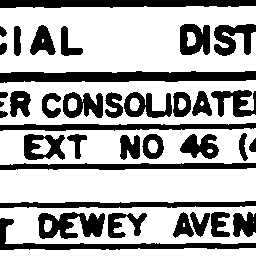 CIAL DIST
ER CONSOLIDATE
EXT NO 46 (4
r DEWEY AVEN